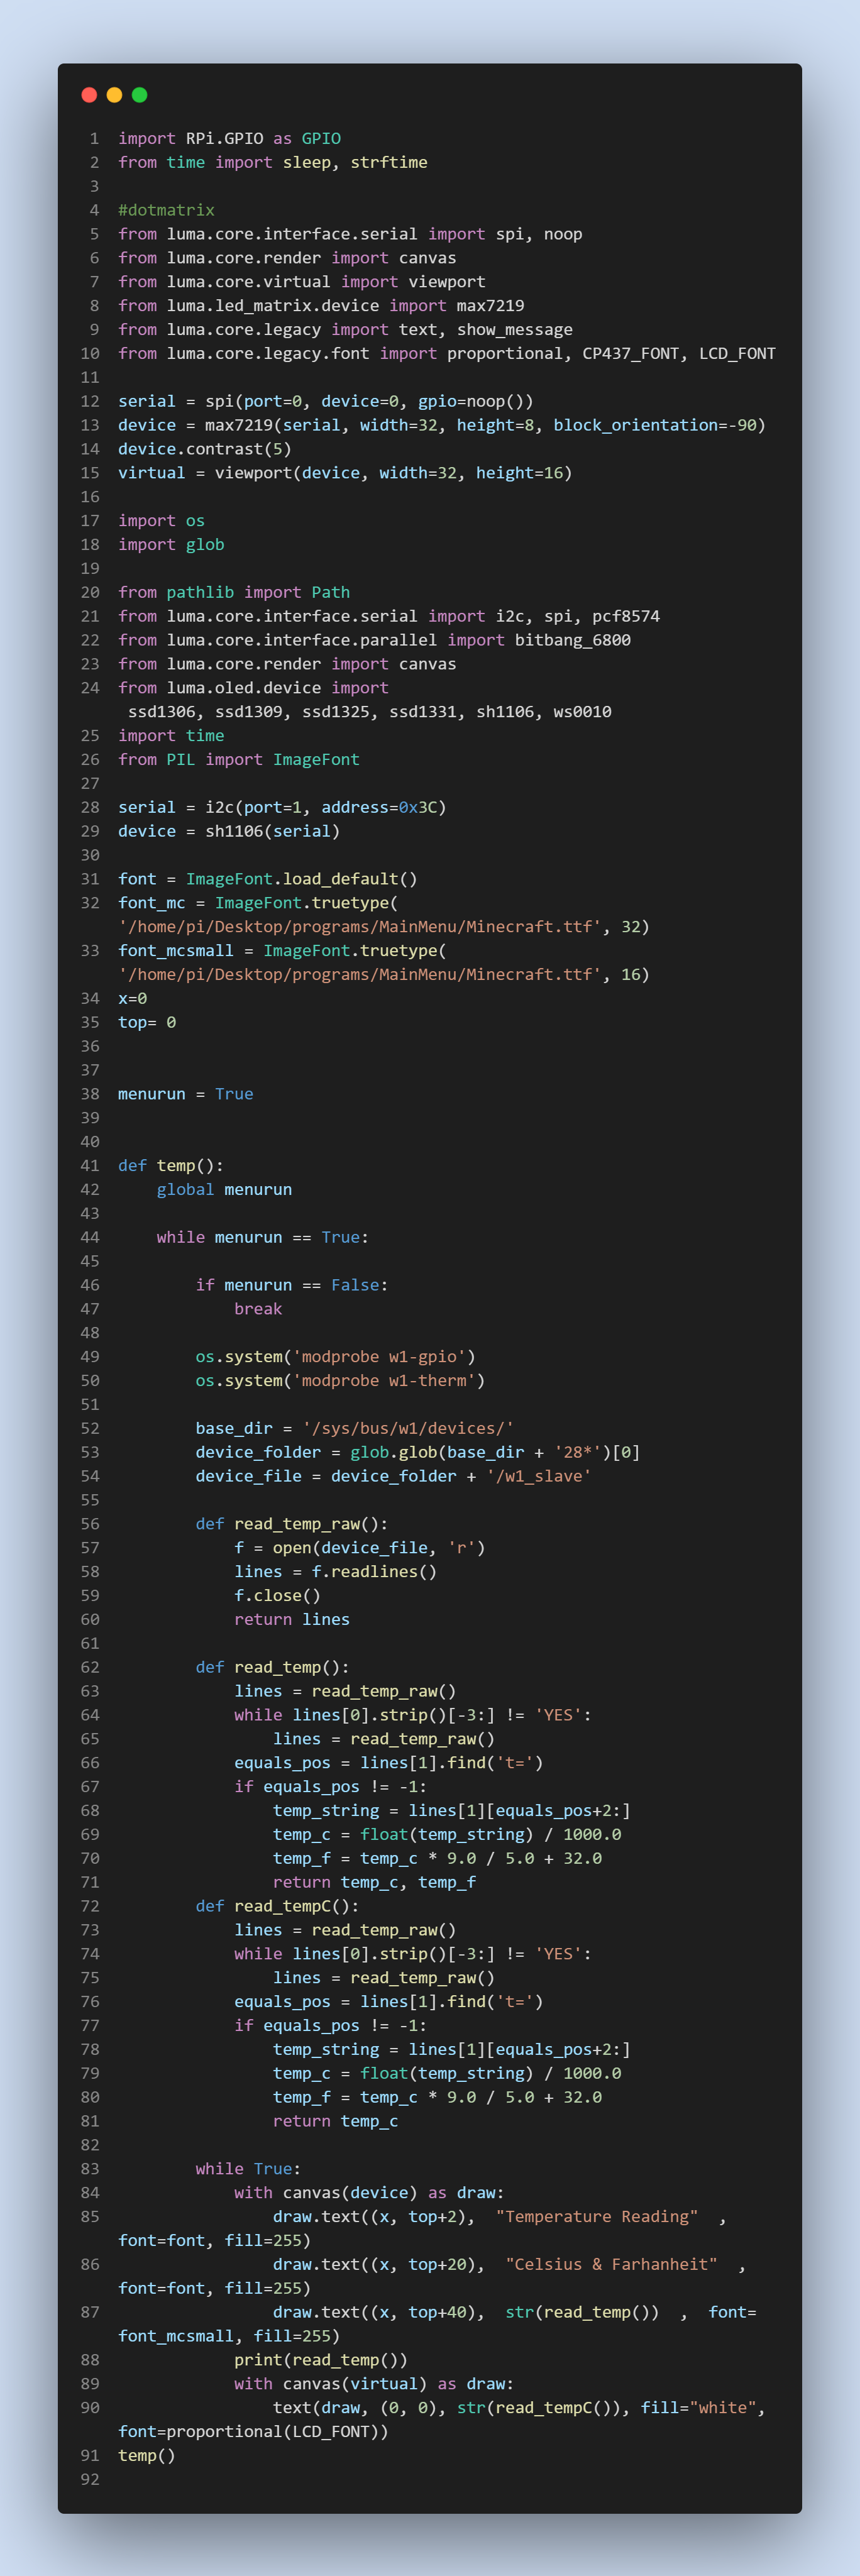 1 import RPi.GPIO as GPIO
2 from time import sleep, strftime
3
4 #dotmatrix
5 from luma.core.interface.serial import spi, noop
6 from luma.core.render import canvas
7 from luma.core.virtual import viewport
8 from luma.led_matrix.device import max7219
9 from luma.core.legacy import text, show_message
10 from luma.core.legacy.font import proportional, CP437_FONT, LCD_FONT
11
12 serial = spi(port=0, device=0, gpio=noop())
13 device = max7219(serial, width=32, height=8, block_orientation=-90)
14 device.contrast(5)
15 virtual = viewport(device, width=32, height=16)
16
17 import os
18 import glob
19
20 from pathlib import Path
21 from luma.core.interface.serial import i2c, spi, pcf8574
22 from luma.core.interface.parallel import bitbang_6800
23 from luma.core.render import canvas
24 from luma.oled.device import
 ssd1306, ssd1309, ssd1325, ssd1331, sh1106, ws0010
25 import time
26 from PIL import ImageFont
27
28 serial = i2c(port=1, address=0x3C)
29 device = sh1106(serial)
30
31 font = ImageFont.load_default()
32 font_mc = ImageFont.truetype(
'/home/pi/Desktop/programs/MainMenu/Minecraft.ttf', 32)
33 font_mcsmall = ImageFont.truetype(
'/home/pi/Desktop/programs/MainMenu/Minecraft.ttf', 16)
34 x=0
35 top= 0
36
37
38 menurun = True
39
40
41 def temp():
42     global menurun
43
44     while menurun == True:
45
46         if menurun == False:
47             break
48
49         os.system('modprobe w1-gpio')
50         os.system('modprobe w1-therm')
51
52         base_dir = '/sys/bus/w1/devices/'
53         device_folder = glob.glob(base_dir + '28*')[0]
54         device_file = device_folder + '/w1_slave'
55
56         def read_temp_raw():
57             f = open(device_file, 'r')
58             lines = f.readlines()
59             f.close()
60             return lines
61
62         def read_temp():
63             lines = read_temp_raw()
64             while lines[0].strip()[-3:] != 'YES':
65                 lines = read_temp_raw()
66             equals_pos = lines[1].find('t=')
67             if equals_pos != -1:
68                 temp_string = lines[1][equals_pos+2:]
69                 temp_c = float(temp_string) / 1000.0
70                 temp_f = temp_c * 9.0 / 5.0 + 32.0
71                 return temp_c, temp_f
72         def read_tempC():
73             lines = read_temp_raw()
74             while lines[0].strip()[-3:] != 'YES':
75                 lines = read_temp_raw()
76             equals_pos = lines[1].find('t=')
77             if equals_pos != -1:
78                 temp_string = lines[1][equals_pos+2:]
79                 temp_c = float(temp_string) / 1000.0
80                 temp_f = temp_c * 9.0 / 5.0 + 32.0
81                 return temp_c
82
83         while True:
84             with canvas(device) as draw:
85                 draw.text((x, top+2),  "Temperature Reading"  ,
font=font, fill=255)
86                 draw.text((x, top+20),  "Celsius & Farhanheit"  ,
font=font, fill=255)
87                 draw.text((x, top+40),  str(read_temp())  ,  font=
font_mcsmall, fill=255)
88             print(read_temp())
89             with canvas(virtual) as draw:
90                 text(draw, (0, 0), str(read_tempC()), fill="white",
font=proportional(LCD_FONT))
91 temp()
92